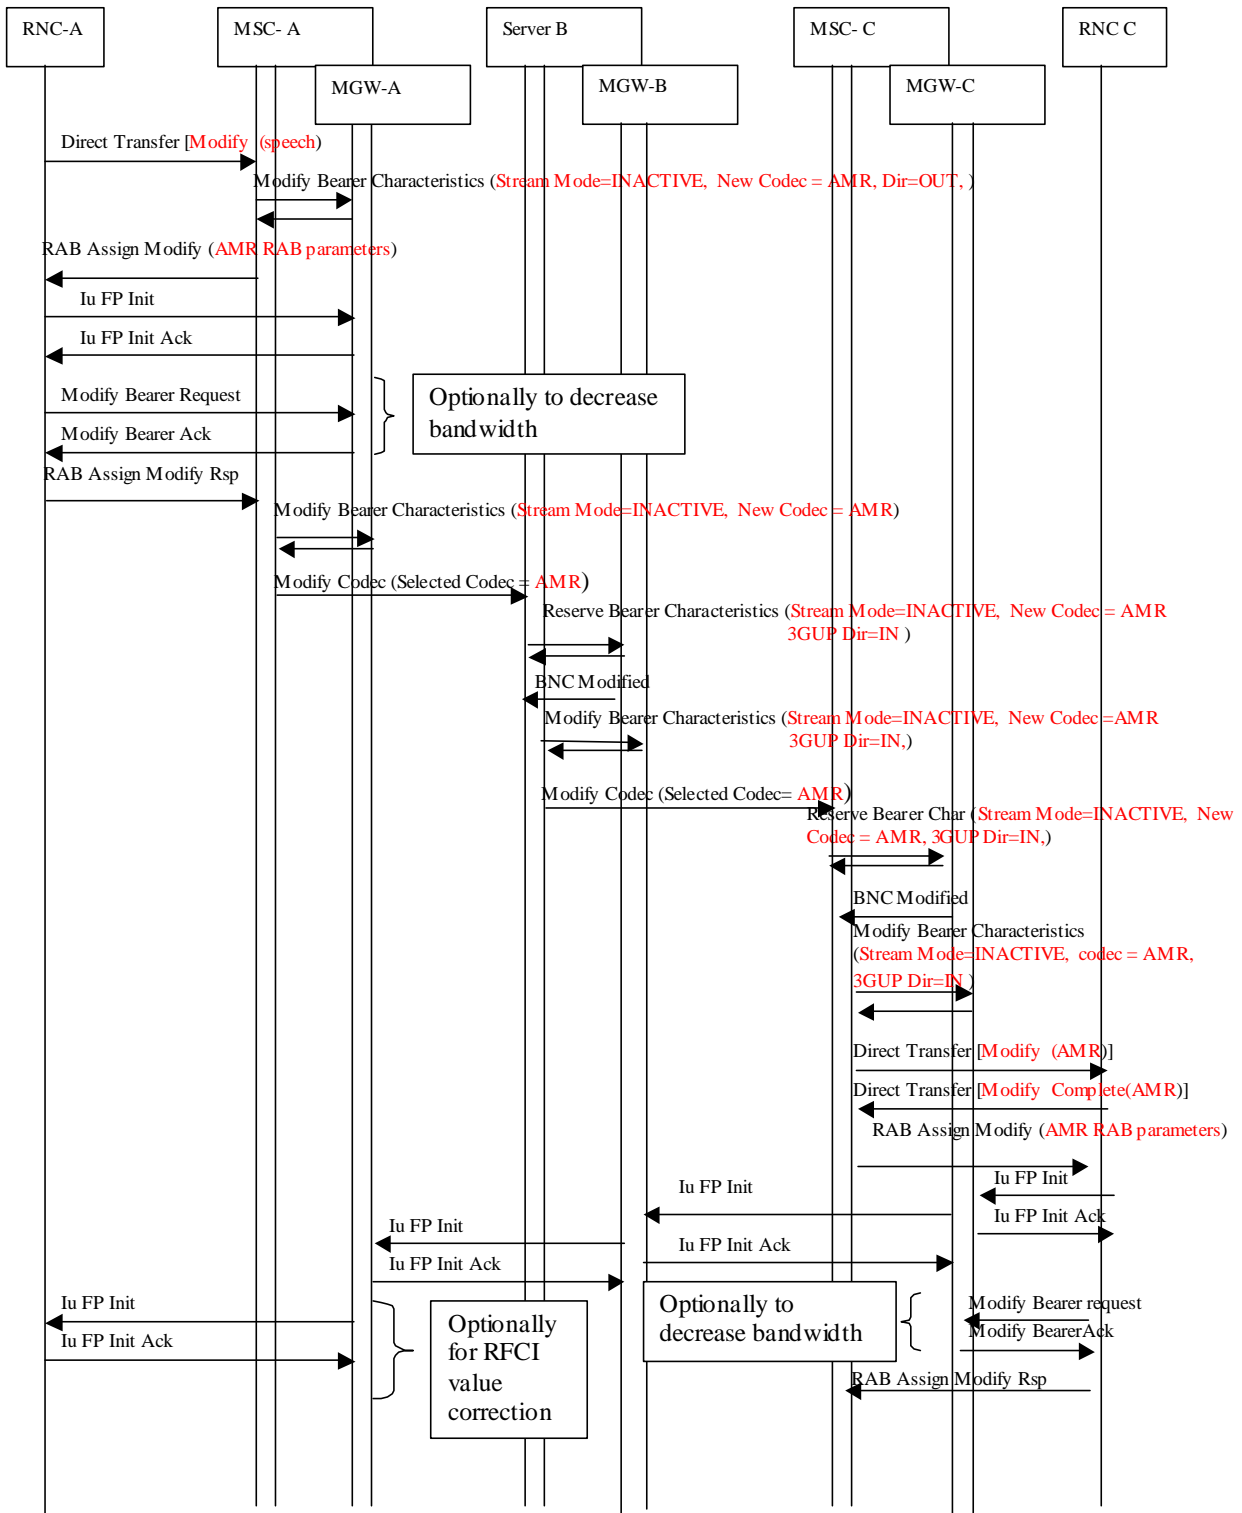 RNC-A
MSC- A
Server B
MSC- C
RNC C
MGW-A
MGW-B
MGW-C
Direct Transfer [Modify (speech)
Modify Bearer Characteristics (Stream Mode=INACTIVE, New Codec = AMR, Dir=OUT, )
RAB Assign Modify (AMR RAB parameters)
Iu FP Init
Iu FP Init Ack
Modify Bearer Request
Optionally to decrease
bandwidth
Modify Bearer Ack
RAB Assign Modify Rsp
Modify Bearer Characteristics (Stream Mode=INACTIVE, New Codec = AMR)
Modify Codec (Selected Codec = AMR)
Reserve Bearer Characteristics (Stream Mode=INACTIVE, New Codec = AMR
3GUP Dir=IN )
BNC Modified
Modify Bearer Characteristics (Stream Mode=INACTIVE, New Codec =AMR
3GUP Dir=IN,)
Modify Codec (Selected Codec= AMR)
Reserve Bearer Char (Stream Mode=INACTIVE, New
Codec = AMR, 3GUP Dir=IN,)
BNC Modified
Modify Bearer Characteristics
(Stream Mode=INACTIVE, codec = AMR,
3GUP Dir=IN )
Direct Transfer [Modify (AMR)]
Direct Transfer [Modify Complete(AMR)]
RAB Assign Modify (AMR RAB parameters)
Iu FP Init
Iu FP Init
Iu FP Init Ack
Iu FP Init
Iu FP Init Ack
Iu FP Init Ack
Iu FP Init
Iu FP Init Ack
Optionally
for RFCI
value
correction
Optionally to
decrease bandwidth
Modify Bearer request
Modify BearerAck
RAB Assign Modify Rsp